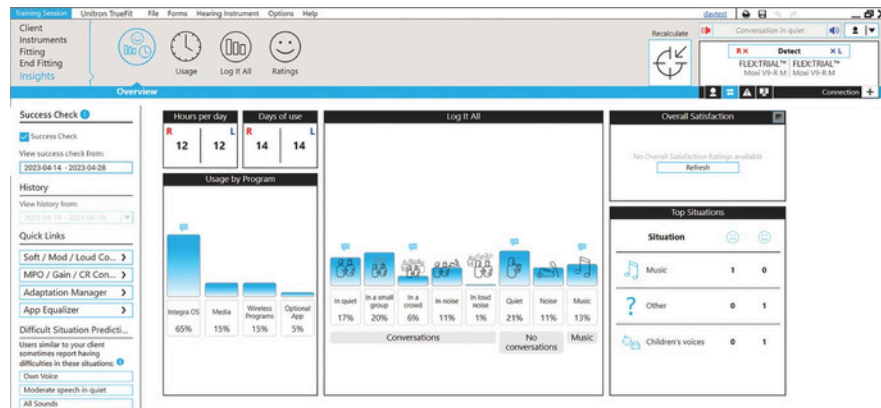 Training Session Unitron TrueFit File Forms Hearing Instrument Options Help
davtest
Client
Instruments
Fitting
End Fitting
Insights
Overview
Usage
Log It All
Ratings
Recalculate
Conversation in quiet
R X Detect X L
FLEX:TRIAL™ FLEX:TRIAL™
Moxi V9-R M Moxi V9-R M
Connection +
Success Check
Success Check
View success check from:
2023-04-14 - 2023-04-28
History
View history from:
2023-04-14 - 2023-04-28
Quick Links
Soft / Mod / Loud Co... >
MPO / Gain / CR Con... >
Adaptation Manager >
App Equalizer >
Difficult Situation Predicti...
Users similar to your client
sometimes report having
difficulties in these situations:
Own Voice
Moderate speech in quiet
All Sounds
Hours per day
R L
12 12
Days of use
R L
14 14
Usage by Program
Integra OS Media Wireless Programs Optional App
65% 15% 15% 5%
Log It All
In quiet In a small group In a crowd In noise In loud noise Quiet Noise Music
17% 20% 6% 11% 1% 21% 11% 13%
Conversations No conversations Music
Overall Satisfaction
No Overall Satisfaction Ratings available
Refresh
Top Situations
Situation
Music 1 0
? Other 0 1
Children's voices 0 1